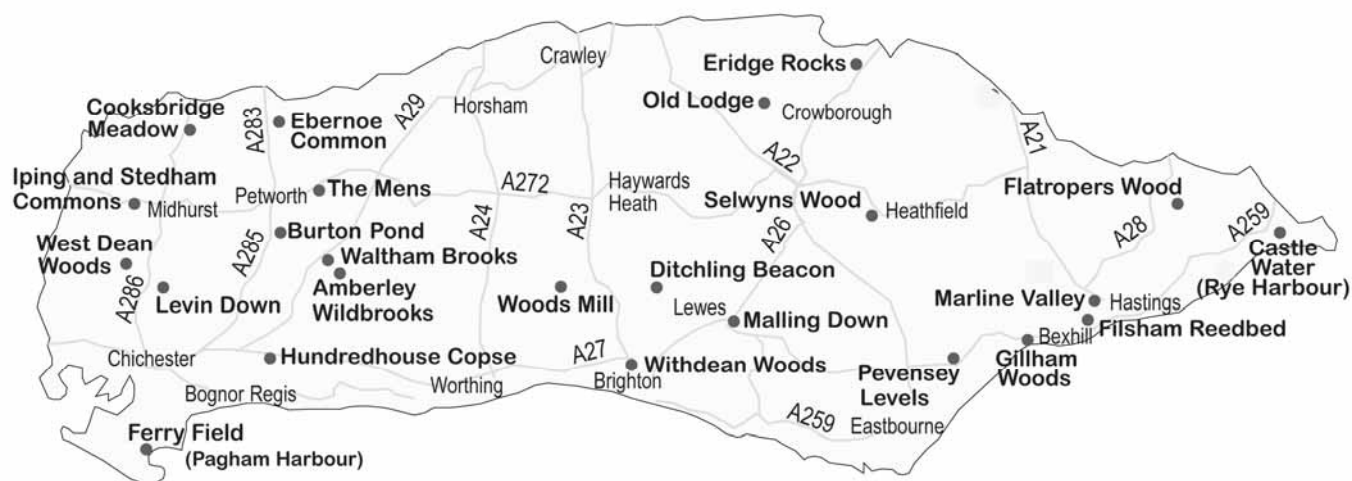 Crawley
Eridge Rocks
Old Lodge
Crowborough
Cooksbridge
Meadow
A283
Ebernoe
Common
A29
Horsham
A22
A21
Iping and Stedham
Commons
Midhurst
Petworth
The Mens
A272
Haywards
Heath
Selwyns Wood
Heathfield
Flatropers Wood
West Dean
Woods
A286
Levin Down
A285
Burton Pond
Waltham Brooks
Amberley
Wildbrooks
A24
A23
Woods Mill
Ditchling Beacon
A26
Lewes
Malling Down
A28
A259
Castle
Water
(Rye Harbour)
Marline Valley
Hastings
Filsham Reedbed
Bexhill
Gillham
Woods
Chichester
Hundredhouse Copse
A27
Withdean Woods
Pevensey
Levels
Bognor Regis
Worthing
Brighton
A259
Eastbourne
Ferry Field
(Pagham Harbour)